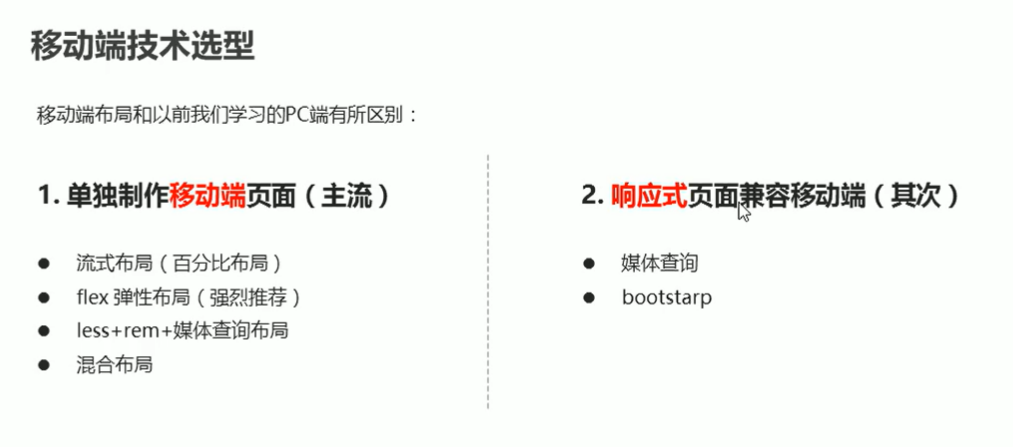 移动端技术选型
移动端布局和以前我们学习的PC端有所区别：
1. 单独制作移动端页面（主流）
● 流式布局（百分比布局）
● flex 弹性布局（强烈推荐）
● less+rem+媒体查询布局
● 混合布局
2. 响应式页面兼容移动端（其次）
● 媒体查询
● bootstarp